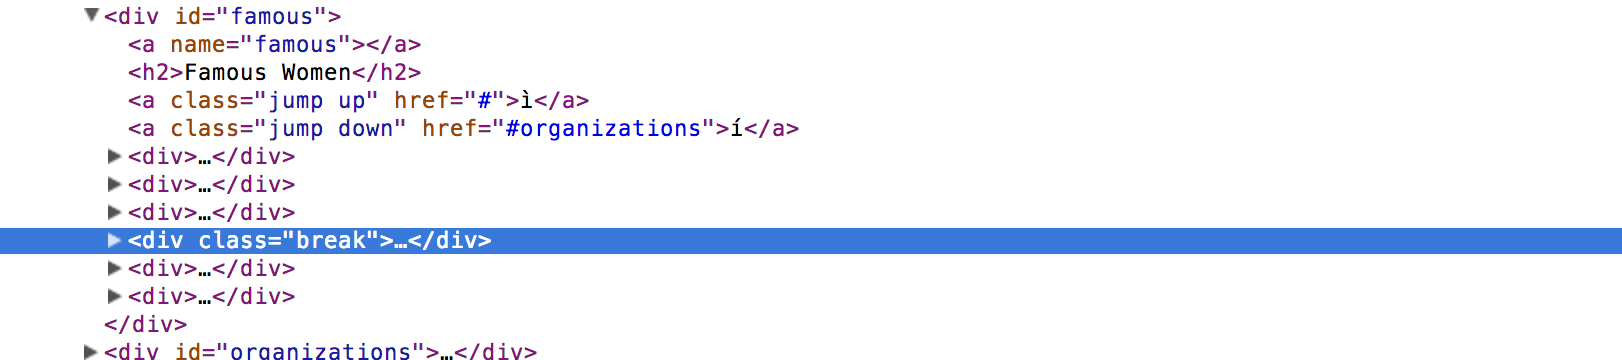 <div id="famous">
<a name="famous"></a>
<h2>Famous Women</h2>
<a class="jump up" href="#">ì</a>
<a class="jump down" href="#organizations">í</a>
<div>…</div>
<div>…</div>
<div>…</div>
<div class="break">…</div>
<div>…</div>
<div>…</div>
</div>
<div id="organizations">…</div>